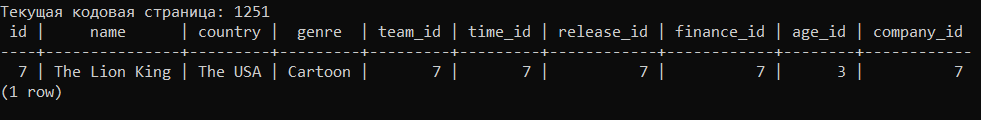 Текущая кодовая страница: 1251
 id |     name      | country |  genre  | team_id | time_id | release_id | finance_id | age_id | company_id
----+---------------+---------+---------+---------+---------+------------+------------+--------+------------
  7 | The Lion King | The USA | Cartoon |       7 |       7 |          7 |          7 |      3 |          7
(1 row)